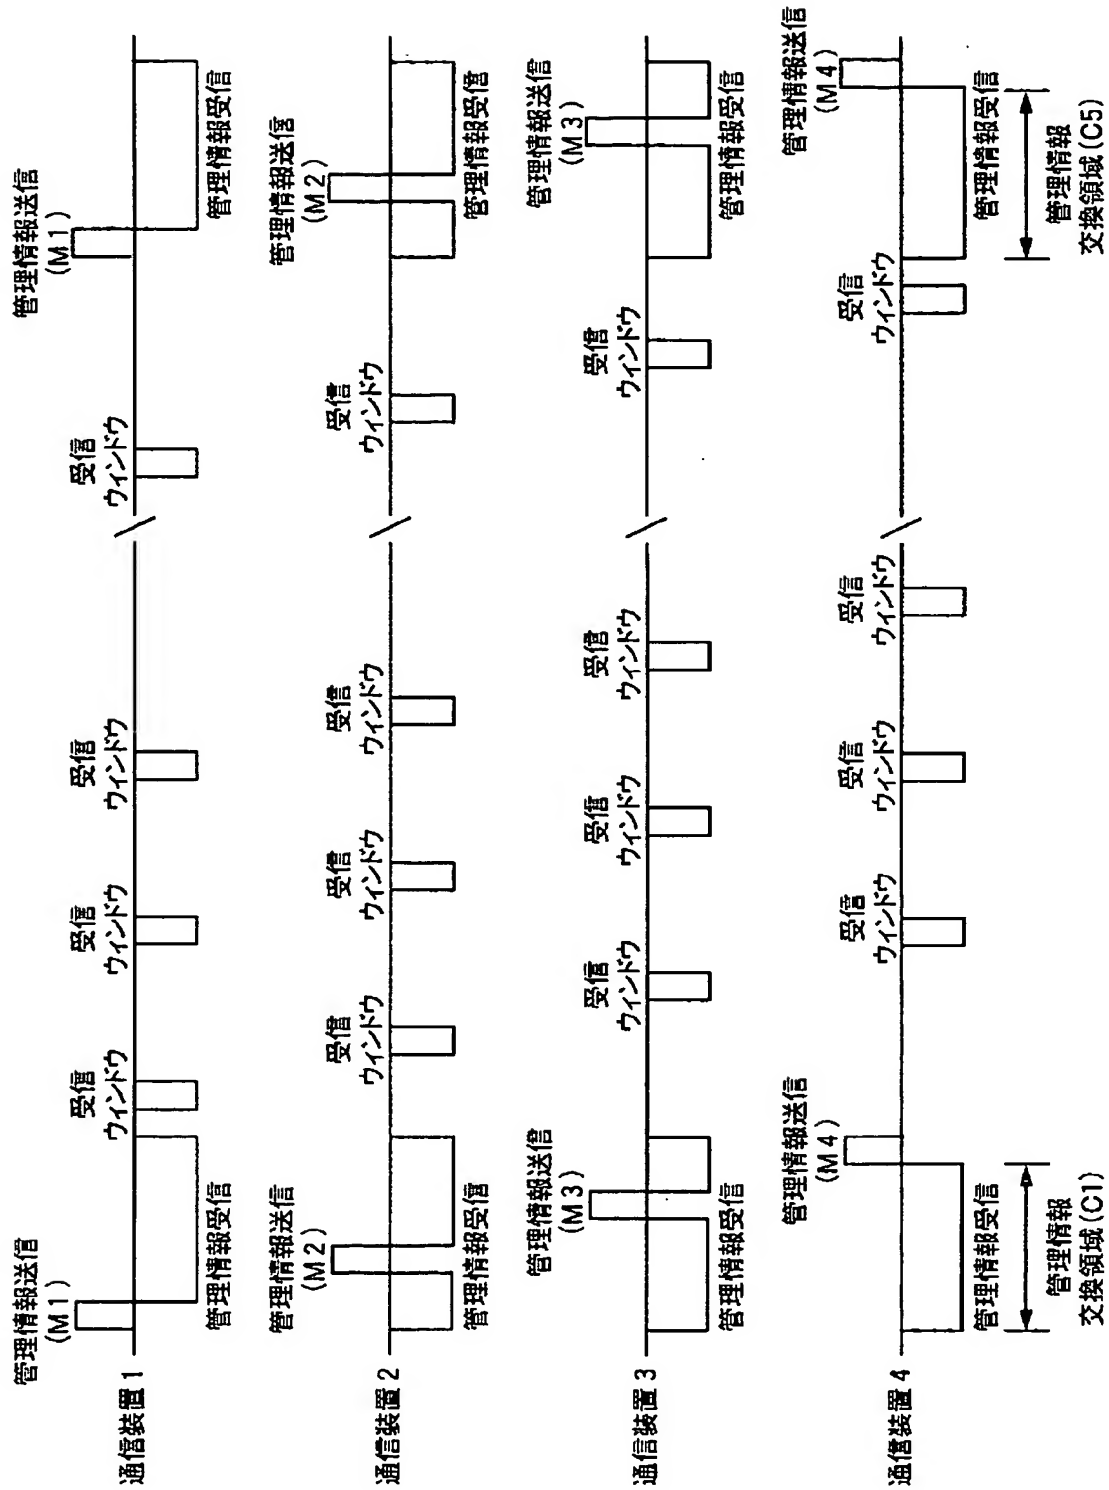 管理情報送信
(M1)
受信
ウィンドウ
受信
ウィンドウ
受信
ウィンドウ
受信
ウィンドウ
管理情報送信
(M1)
通信装置1
管理情報受信
管理情報受信
管理情報送信
(M2)
受信
ウィンドウ
受信
ウィンドウ
受信
ウィンドウ
受信
ウィンドウ
管理情報送信
(M2)
通信装置2
管理情報受信
管理情報受信
管理情報送信
(M3)
受信
ウィンドウ
受信
ウィンドウ
受信
ウィンドウ
受信
ウィンドウ
管理情報送信
(M3)
通信装置3
管理情報受信
管理情報受信
管理情報送信
(M4)
受信
ウィンドウ
受信
ウィンドウ
受信
ウィンドウ
受信
ウィンドウ
管理情報送信
(M4)
通信装置4
管理情報受信
管理情報受信
管理情報
交換領域(C1)
管理情報
交換領域(C5)